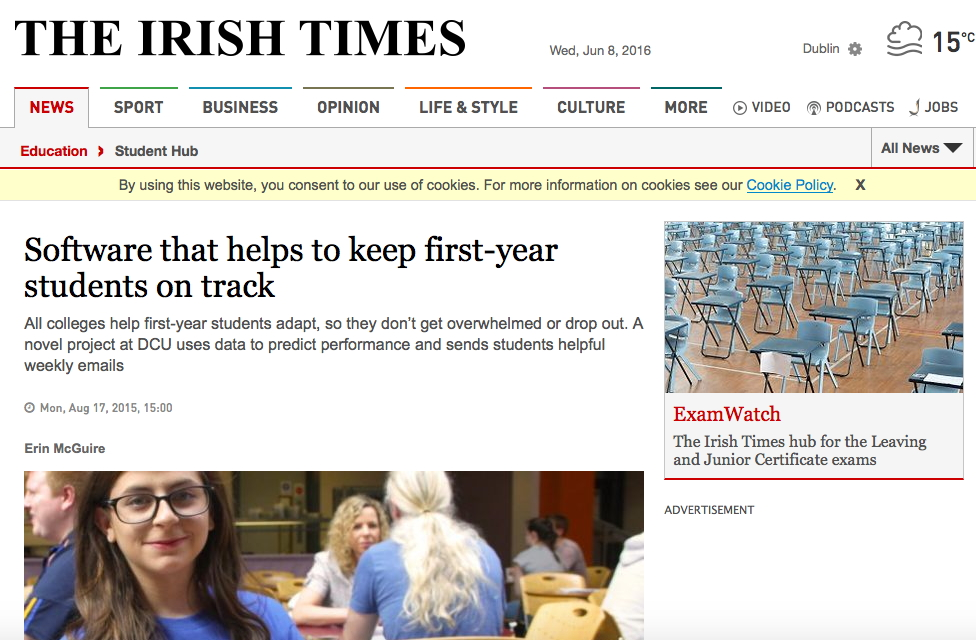 THE IRISH TIMES
Wed, Jun 8, 2016
Dublin
15°C
NEWS SPORT BUSINESS OPINION LIFE & STYLE CULTURE MORE VIDEO PODCASTS JOBS
Education Student Hub
All News
By using this website, you consent to our use of cookies. For more information on cookies see our Cookie Policy. X
Software that helps to keep first-year
students on track
All colleges help first-year students adapt, so they don't get overwhelmed or drop out. A
novel project at DCU uses data to predict performance and sends students helpful
weekly emails
Mon, Aug 17, 2015, 15:00
Erin McGuire
ExamWatch
The Irish Times hub for the Leaving
and Junior Certificate exams
ADVERTISEMENT